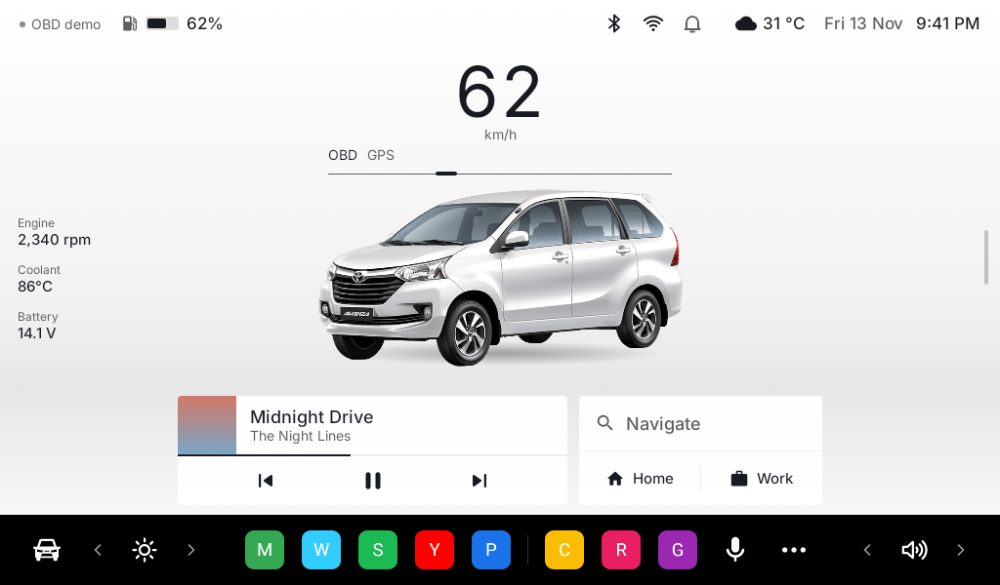 OBD demo
62%
31 °C
Fri 13 Nov
9:41 PM
62
km/h
OBD GPS
Engine
2,340 rpm
Coolant
86°C
Battery
14.1 V
AVANZA
Midnight Drive
The Night Lines
Navigate
Home
Work
M W S Y P C R G